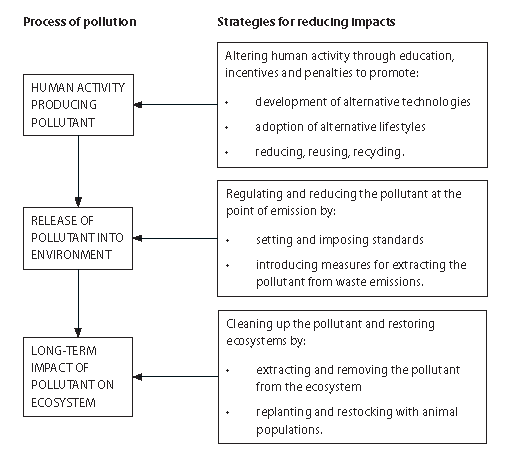 Process of pollution
Strategies for reducing impacts
HUMAN ACTIVITY
PRODUCING
POLLUTANT
Altering human activity through education,
incentives and penalties to promote:
• development of alternative technologies
• adoption of alternative lifestyles
• reducing, reusing, recycling.
RELEASE OF
POLLUTANT INTO
ENVIRONMENT
Regulating and reducing the pollutant at the
point of emission by:
• setting and imposing standards
• introducing measures for extracting the
pollutant from waste emissions.
LONG-TERM
IMPACT OF
POLLUTANT ON
ECOSYSTEM
Cleaning up the pollutant and restoring
ecosystems by:
• extracting and removing the pollutant
from the ecosystem
• replanting and restocking with animal
populations.